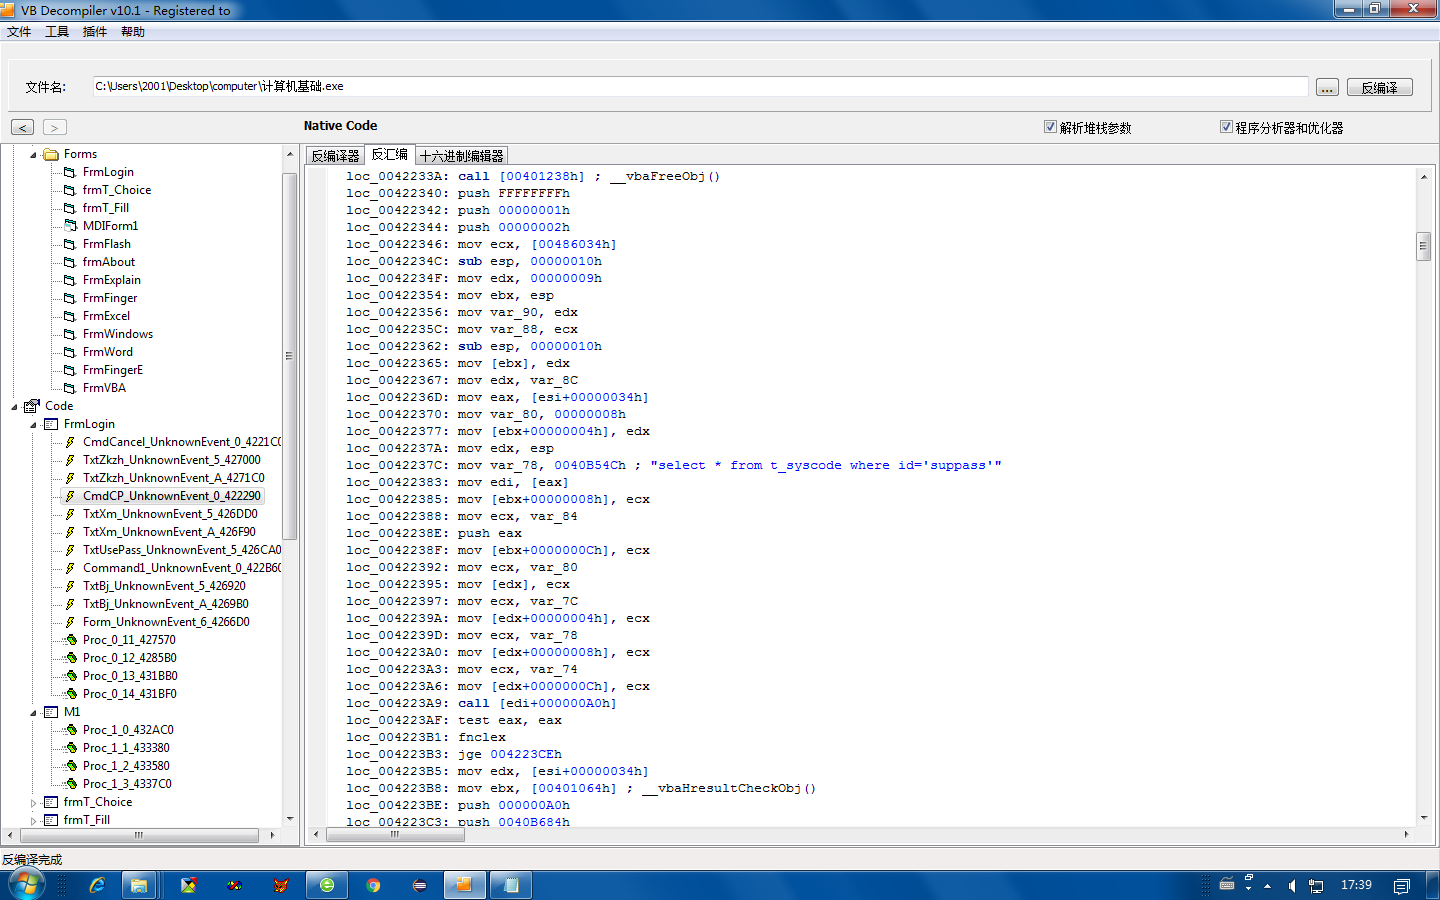 VB Decompiler v10.1 - Registered to
文件 工具 插件 帮助
文件名: C:\Users\2001\Desktop\computer\计算机基础.exe ... 反编译
< > Native Code 解析堆栈参数 程序分析器和优化器
反编译器 反汇编 十六进制编辑器
Forms
FrmLogin
frmT_Choice
frmT_Fill
MDIForm1
FrmFlash
frmAbout
FrmExplain
FrmFinger
FrmExcel
FrmWindows
FrmWord
FrmFingerE
FrmVBA
Code
FrmLogin
CmdCancel_UnknownEvent_0_4221C0
TxtZkzh_UnknownEvent_5_427000
TxtZkzh_UnknownEvent_A_4271C0
CmdCP_UnknownEvent_0_422290
TxtXm_UnknownEvent_5_426DD0
TxtXm_UnknownEvent_A_426F90
TxtUsePass_UnknownEvent_5_426CA0
Command1_UnknownEvent_0_422B60
TxtBj_UnknownEvent_5_426920
TxtBj_UnknownEvent_A_4269B0
Form_UnknownEvent_6_4266D0
Proc_0_11_427570
Proc_0_12_4285B0
Proc_0_13_431BB0
Proc_0_14_431BF0
M1
Proc_1_0_432AC0
Proc_1_1_433380
Proc_1_2_433580
Proc_1_3_4337C0
frmT_Choice
frmT_Fill
loc_0042233A: call [00401238h] ; __vbaFreeObj()
loc_00422340: push FFFFFFFFh
loc_00422342: push 00000001h
loc_00422344: push 00000002h
loc_00422346: mov ecx, [00486034h]
loc_0042234C: sub esp, 00000010h
loc_0042234F: mov edx, 00000009h
loc_00422354: mov ebx, esp
loc_00422356: mov var_90, edx
loc_0042235C: mov var_88, ecx
loc_00422362: sub esp, 00000010h
loc_00422365: mov [ebx], edx
loc_00422367: mov edx, var_8C
loc_0042236D: mov eax, [esi+00000034h]
loc_00422370: mov var_80, 00000008h
loc_00422377: mov [ebx+00000004h], edx
loc_0042237A: mov edx, esp
loc_0042237C: mov var_78, 0040B54Ch ; "select * from t_syscode where id='suppass'"
loc_00422383: mov edi, [eax]
loc_00422385: mov [ebx+00000008h], ecx
loc_00422388: mov ecx, var_84
loc_0042238E: push eax
loc_0042238F: mov [ebx+0000000Ch], ecx
loc_00422392: mov ecx, var_80
loc_00422395: mov [edx], ecx
loc_00422397: mov ecx, var_7C
loc_0042239A: mov [edx+00000004h], ecx
loc_0042239D: mov ecx, var_78
loc_004223A0: mov [edx+00000008h], ecx
loc_004223A3: mov ecx, var_74
loc_004223A6: mov [edx+0000000Ch], ecx
loc_004223A9: call [edi+000000A0h]
loc_004223AF: test eax, eax
loc_004223B1: fnclex
loc_004223B3: jge 004223CEh
loc_004223B5: mov edx, [esi+00000034h]
loc_004223B8: mov ebx, [00401064h] ; __vbaHresultCheckObj()
loc_004223BE: push 000000A0h
loc_004223C3: push 0040B684h
反编译完成
17:39